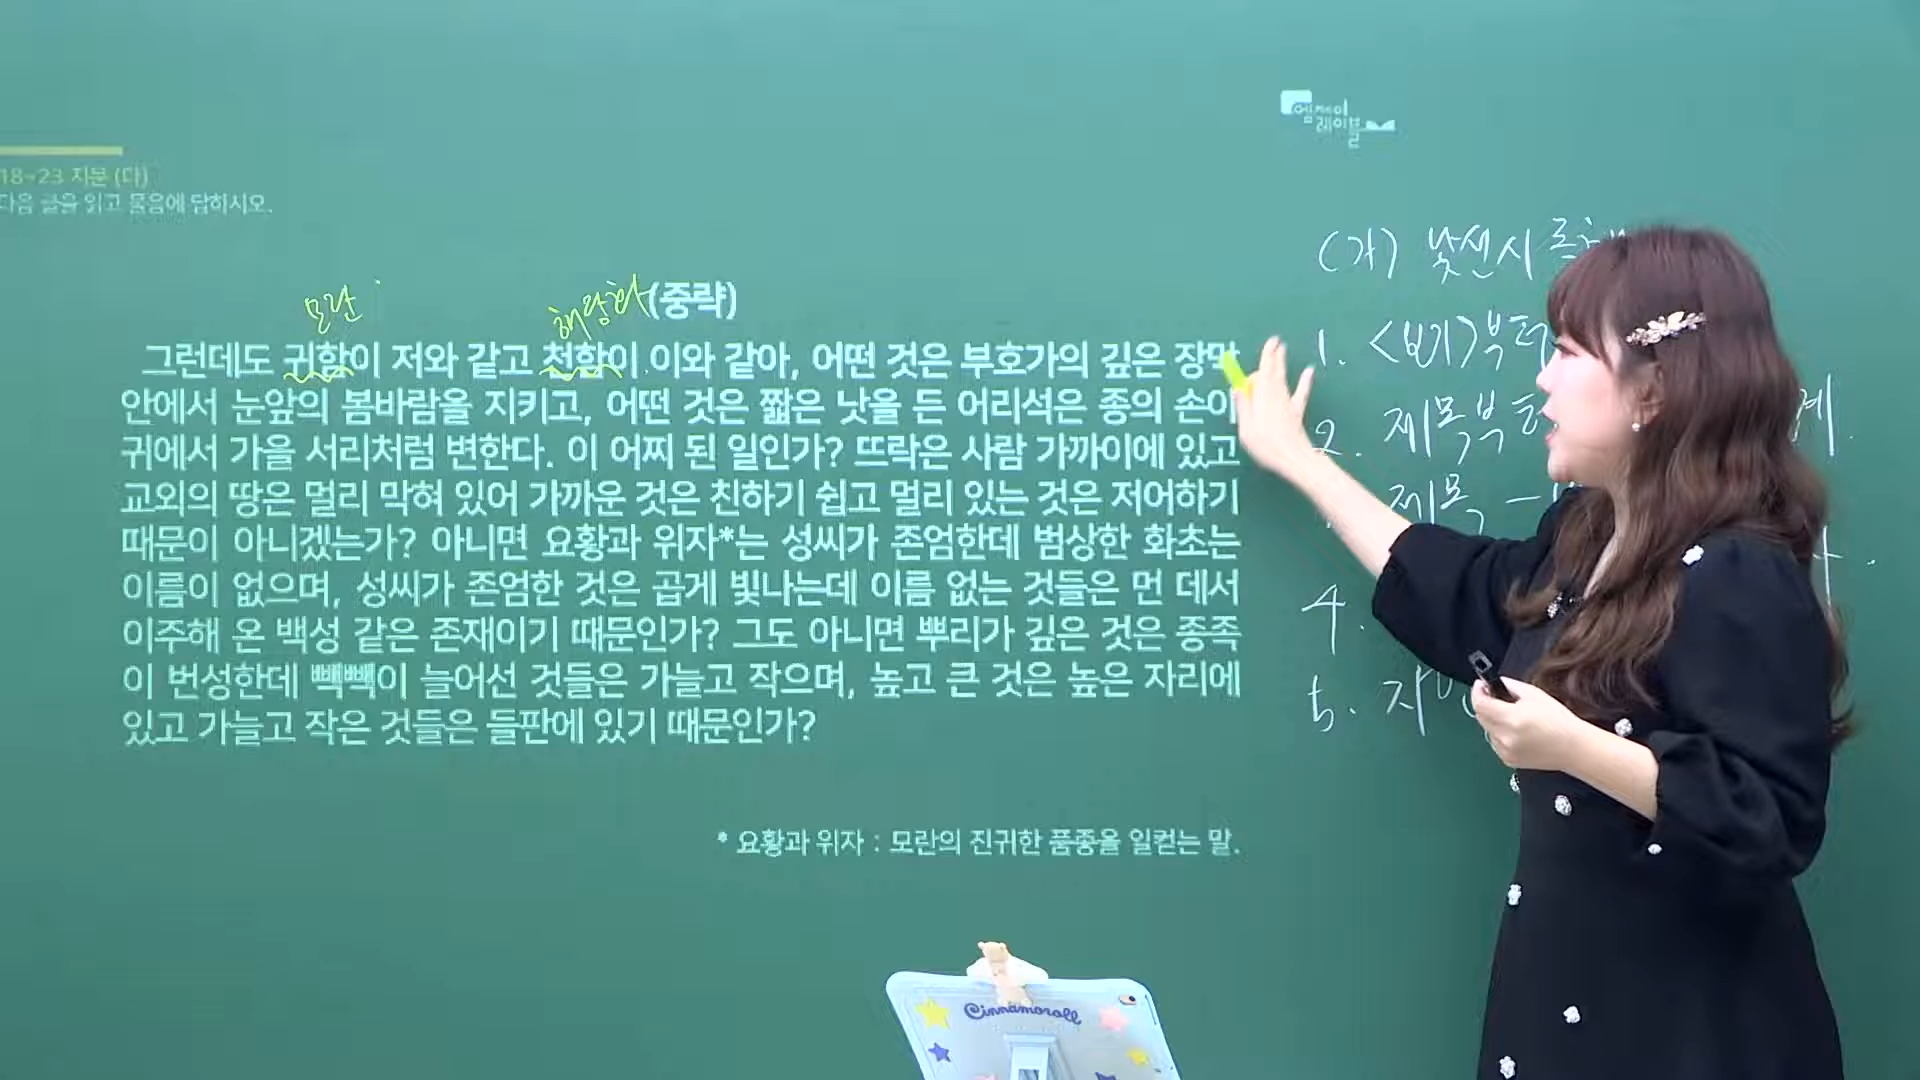 엠제이
레이블
18~23 지문 (다)
다음 글을 읽고 물음에 답하시오.
(가) 낯선시
모란
해당화
(중략)
그런데도 귀함이 저와 같고 천함이 이와 같아, 어떤 것은 부호가의 깊은 장막
안에서 눈앞의 봄바람을 지키고, 어떤 것은 짧은 낫을 든 어리석은 종의 손아
귀에서 가을 서리처럼 변한다. 이 어찌 된 일인가? 뜨락은 사람 가까이에 있고
교외의 땅은 멀리 막혀 있어 가까운 것은 친하기 쉽고 멀리 있는 것은 저어하기
때문이 아니겠는가? 아니면 요황과 위자*는 성씨가 존엄한데 범상한 화초는
이름이 없으며, 성씨가 존엄한 것은 곱게 빛나는데 이름 없는 것들은 먼 데서
이주해 온 백성 같은 존재이기 때문인가? 그도 아니면 뿌리가 깊은 것은 종족
이 번성한데 빽빽이 늘어선 것들은 가늘고 작으며, 높고 큰 것은 높은 자리에
있고 가늘고 작은 것들은 들판에 있기 때문인가?
* 요황과 위자 : 모란의 진귀한 품종을 일컫는 말.
1. <보기>부터
2. 제목부터 계.
제목 -
4.
5.
Cinnamoroll